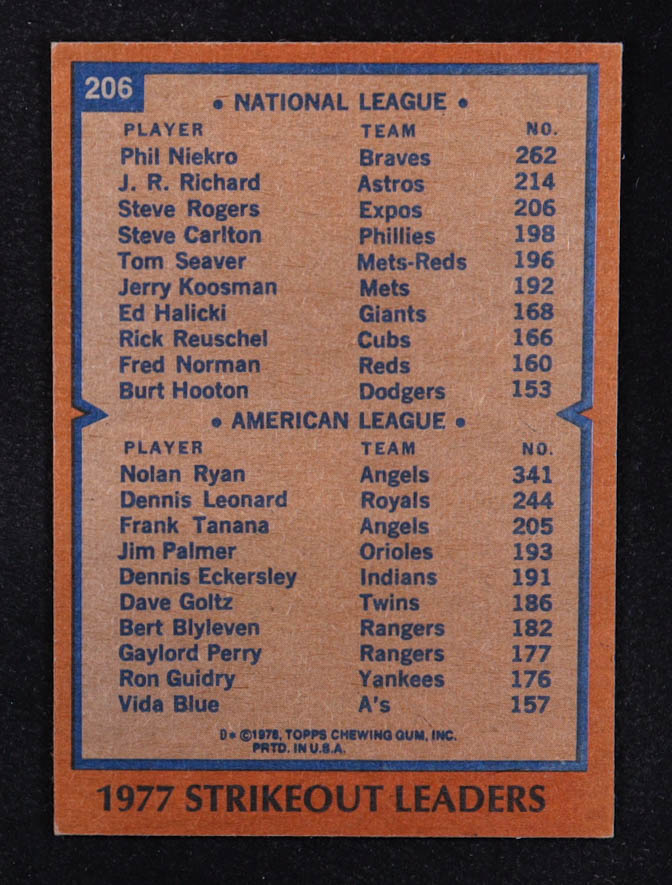 206
• NATIONAL LEAGUE •
PLAYER TEAM NO.
Phil Niekro Braves 262
J. R. Richard Astros 214
Steve Rogers Expos 206
Steve Carlton Phillies 198
Tom Seaver Mets-Reds 196
Jerry Koosman Mets 192
Ed Halicki Giants 168
Rick Reuschel Cubs 166
Fred Norman Reds 160
Burt Hooton Dodgers 153
• AMERICAN LEAGUE •
PLAYER TEAM NO.
Nolan Ryan Angels 341
Dennis Leonard Royals 244
Frank Tanana Angels 205
Jim Palmer Orioles 193
Dennis Eckersley Indians 191
Dave Goltz Twins 186
Bert Blyleven Rangers 182
Gaylord Perry Rangers 177
Ron Guidry Yankees 176
Vida Blue A's 157
D* ©1978, TOPPS CHEWING GUM, INC.
PRTD. IN U.S.A.
1977 STRIKEOUT LEADERS